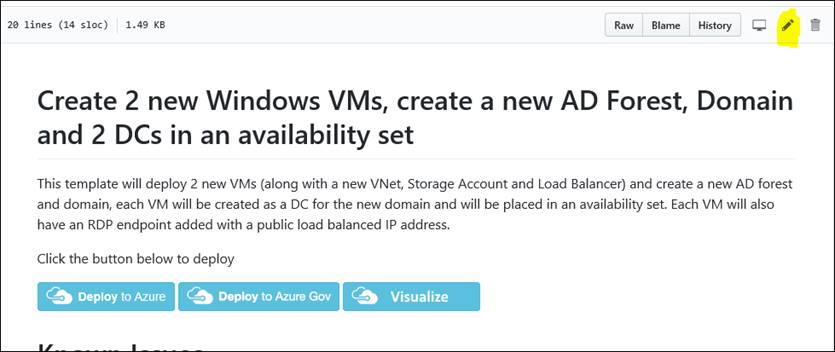 20 lines (14 sloc) 1.49 KB Raw Blame History
Create 2 new Windows VMs, create a new AD Forest, Domain
and 2 DCs in an availability set
This template will deploy 2 new VMs (along with a new VNet, Storage Account and Load Balancer) and create a new AD forest
and domain, each VM will be created as a DC for the new domain and will be placed in an availability set. Each VM will also
have an RDP endpoint added with a public load balanced IP address.
Click the button below to deploy
Deploy to Azure Deploy to Azure Gov Visualize
Known Issues